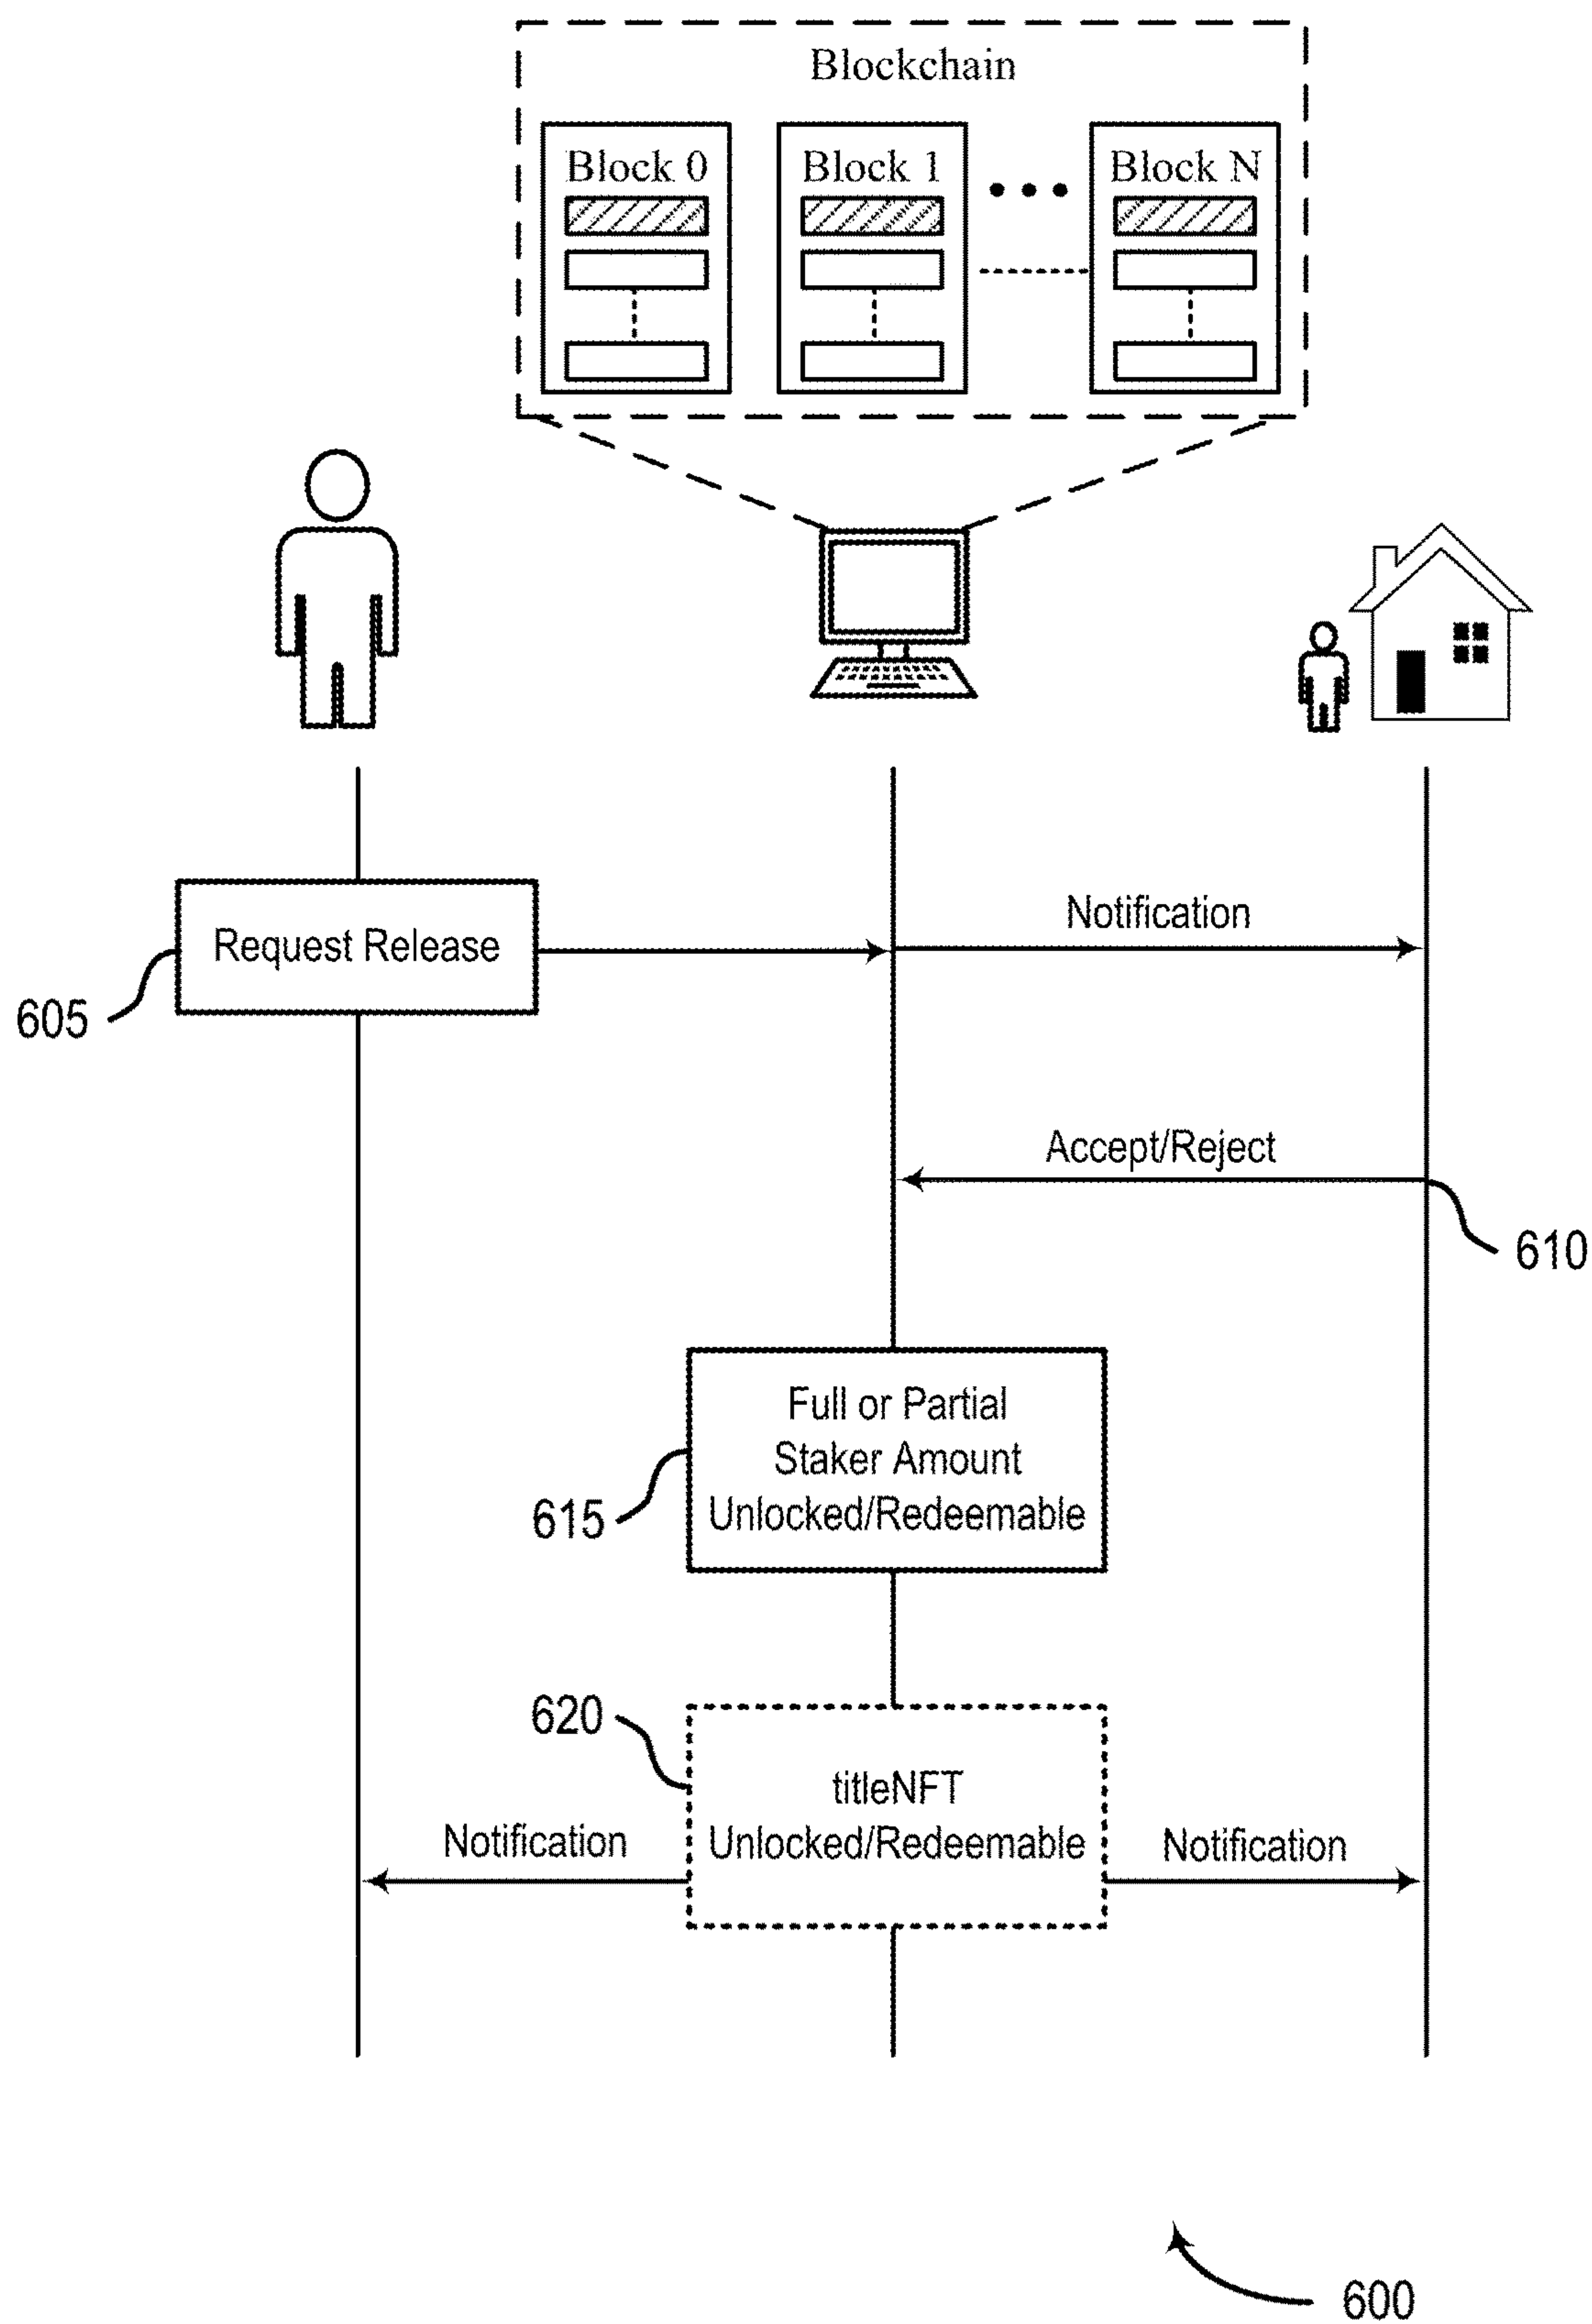 Blockchain
Block 0
Block 1
Block N
Request Release
Notification
605
Accept/Reject
610
Full or Partial
Staker Amount
Unlocked/Redeemable
615
620
titleNFT
Unlocked/Redeemable
Notification
Notification
600